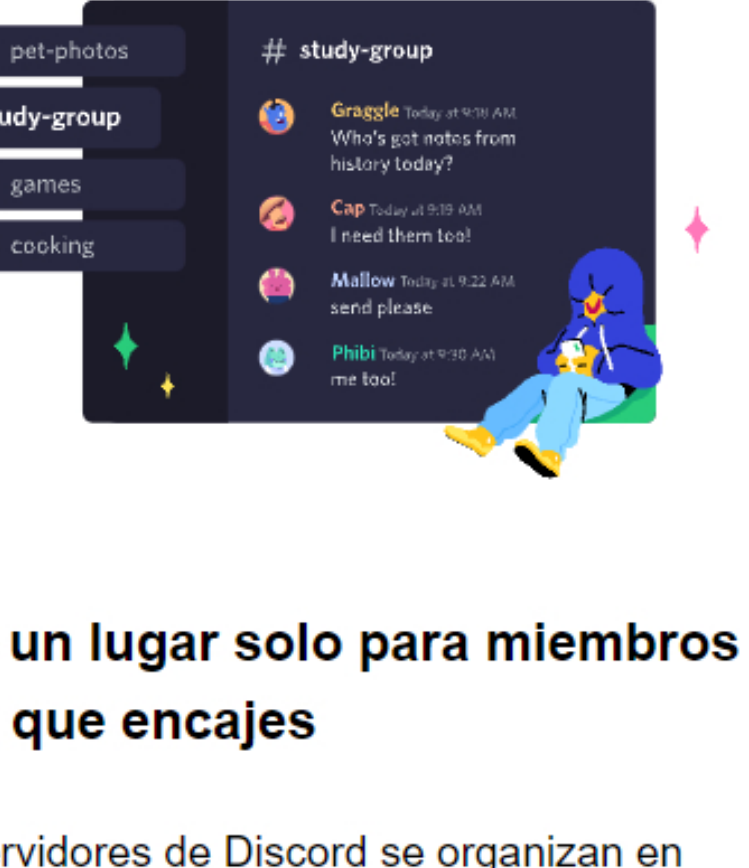 pet-photos
udy-group
games
cooking
# study-group
Graggle Today at 9:18 AM
Who's got notes from
history today?
Cap Today at 9:19 AM
I need them too!
Mallow Today at 9:22 AM
send please
Phibi Today at 9:30 AM
me too!
un lugar solo para miembros
que encajes
rvidores de Discord se organizan en